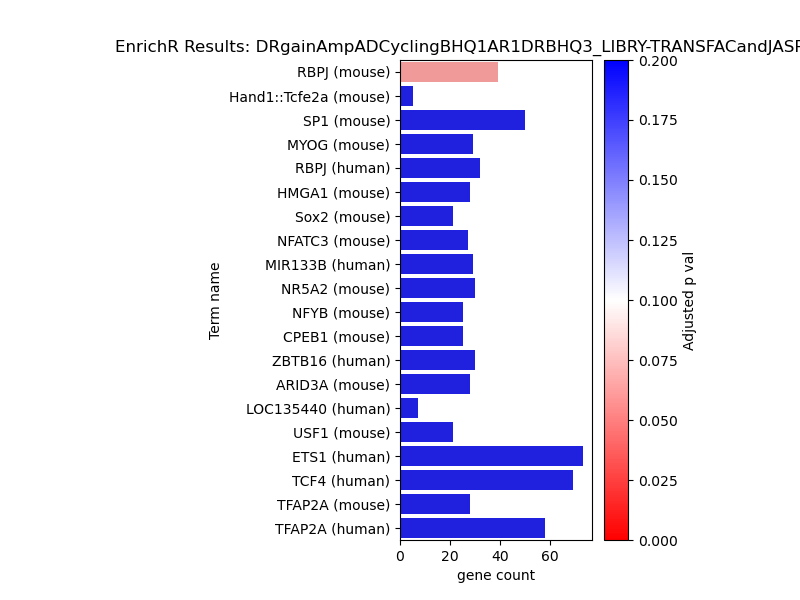 EnrichR Results: DRgainAmpADCyclingBHQ1AR1DRBHQ3_LIBRY-TRANSFACandJASP
RBPJ (mouse)
Hand1::Tcfe2a (mouse)
SP1 (mouse)
MYOG (mouse)
RBPJ (human)
HMGA1 (mouse)
Sox2 (mouse)
NFATC3 (mouse)
MIR133B (human)
NR5A2 (mouse)
NFYB (mouse)
CPEB1 (mouse)
ZBTB16 (human)
ARID3A (mouse)
LOC135440 (human)
USF1 (mouse)
ETS1 (human)
TCF4 (human)
TFAP2A (mouse)
TFAP2A (human)
Term name
0 20 40 60
gene count
0.200
0.175
0.150
0.125
0.100
0.075
0.050
0.025
0.000
Adjusted p val